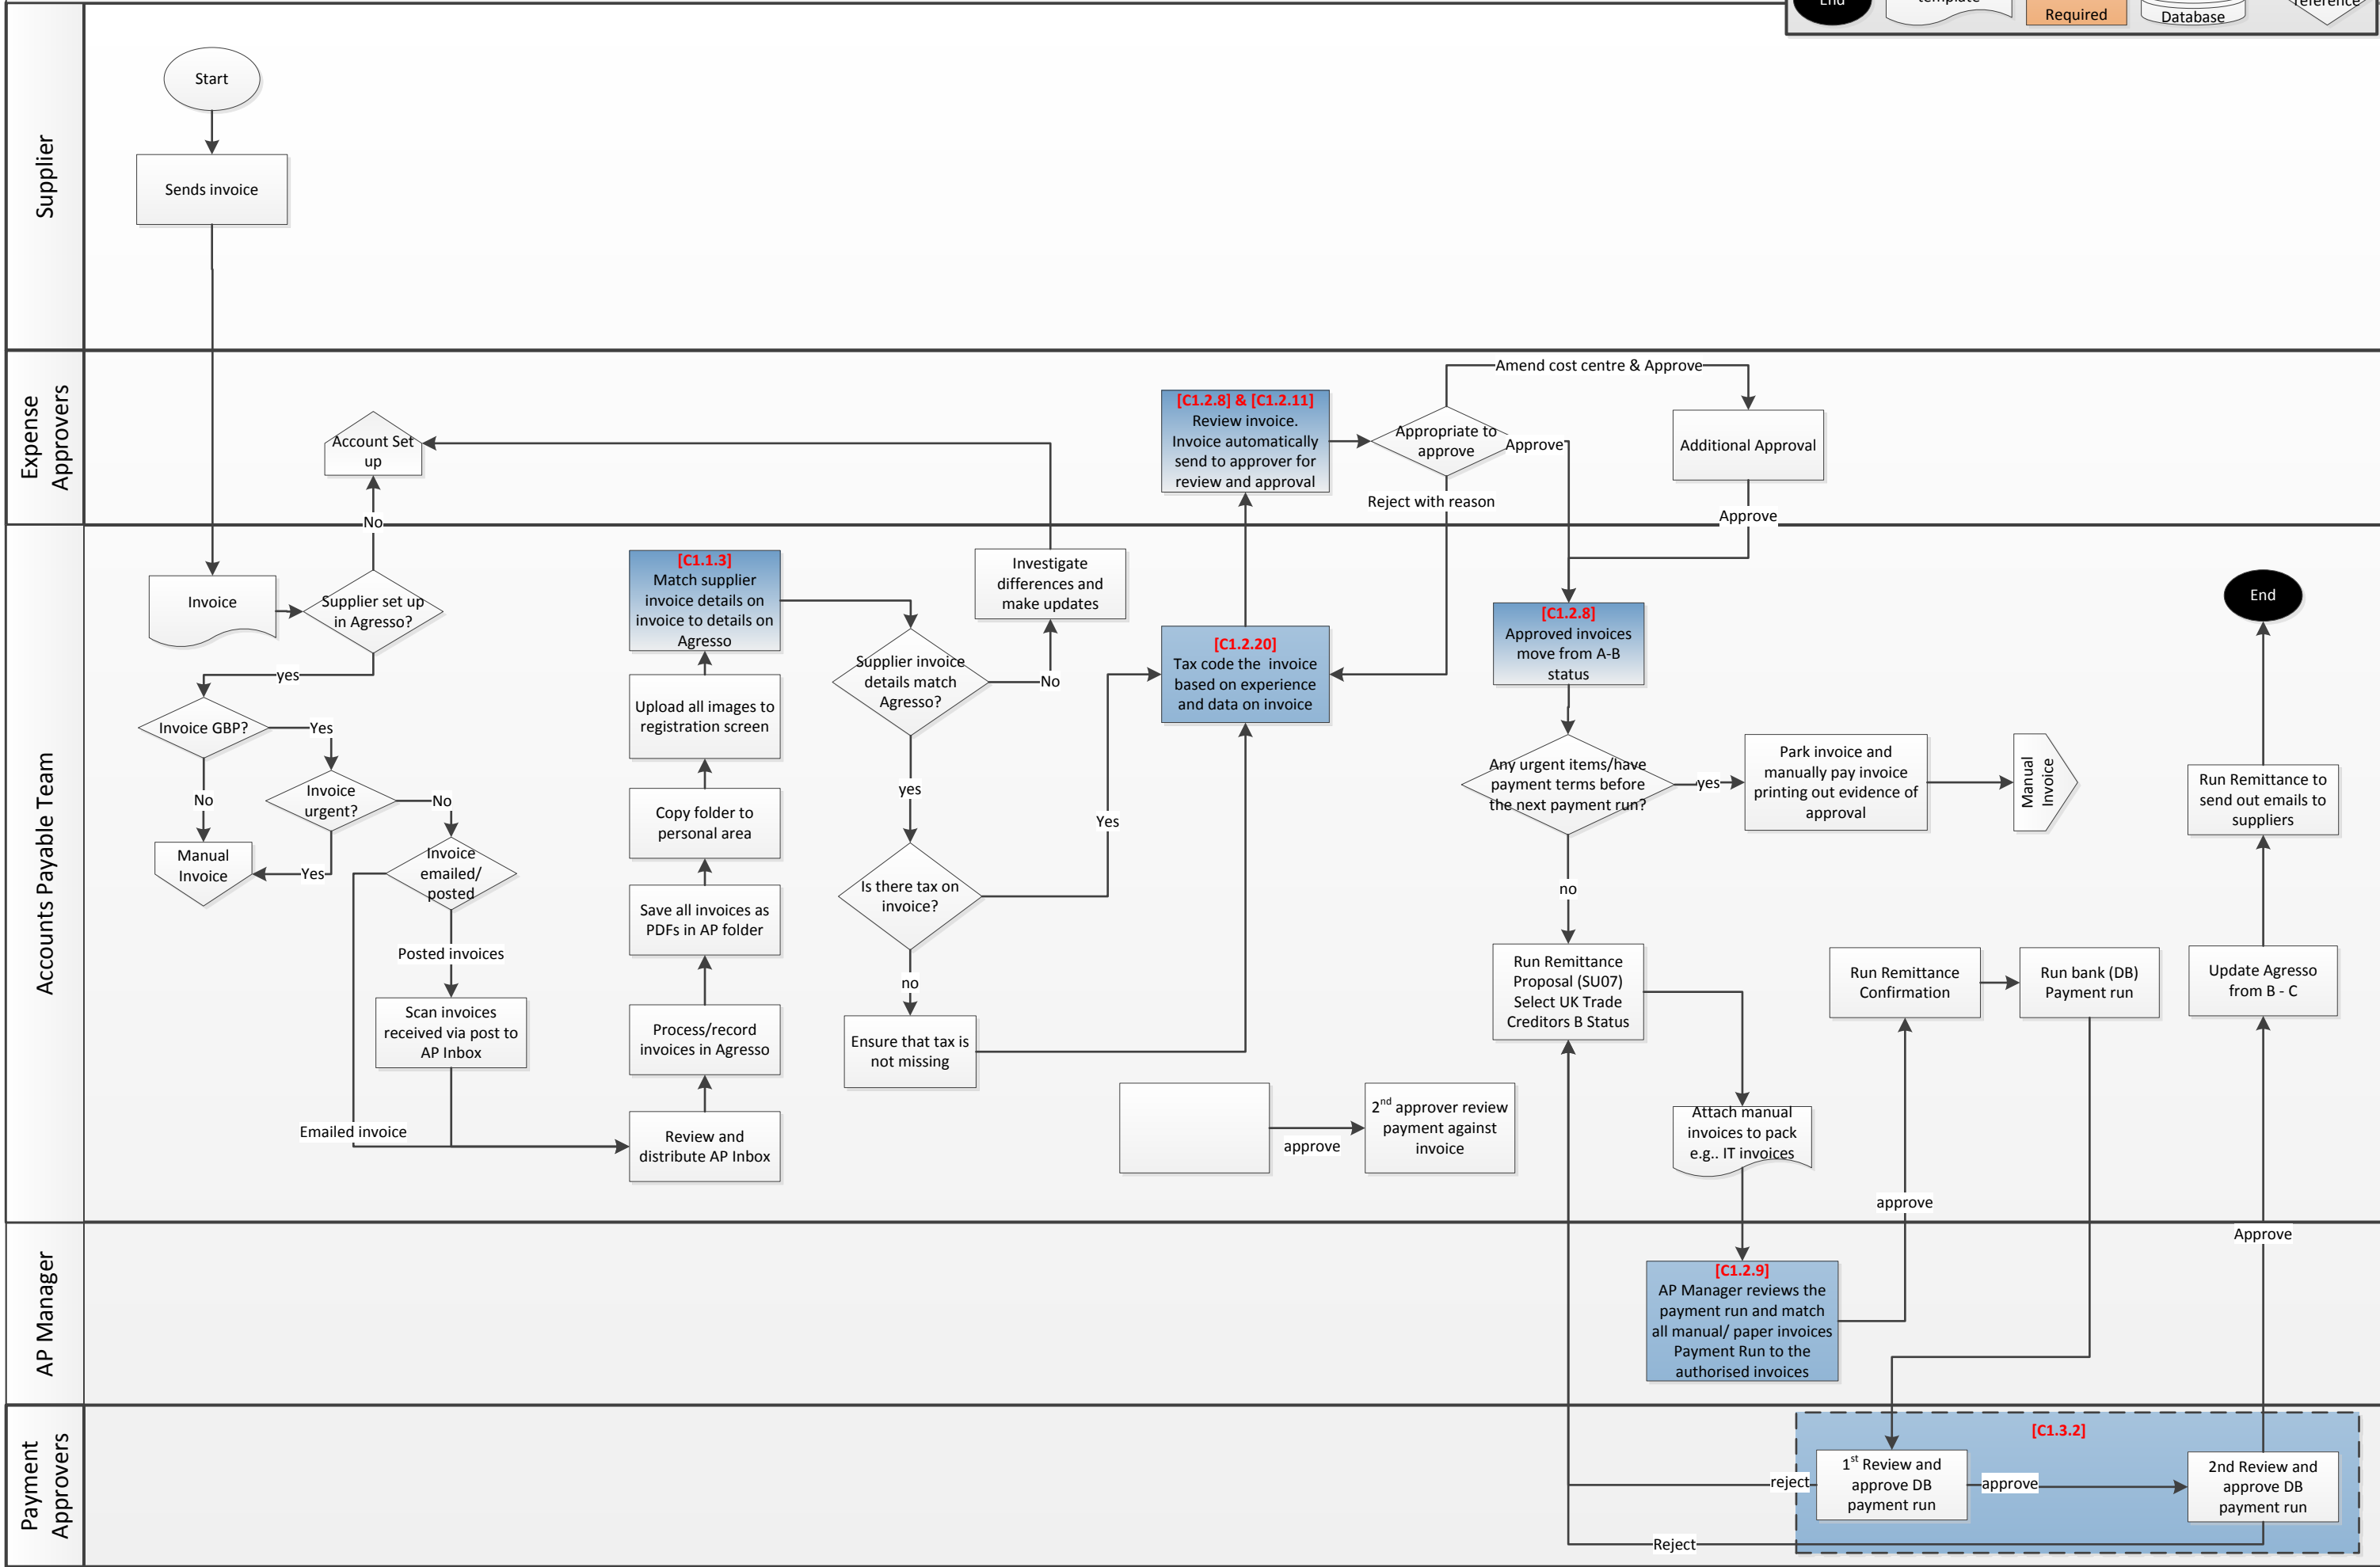 End
template
Required
Database
reference
Supplier
Start
Sends invoice
Expense
Approvers
Account Set
up
No
[C1.2.8] & [C1.2.11]
Review invoice.
Invoice automatically
send to approver for
review and approval
Appropriate to
approve
Amend cost centre & Approve
Approve
Reject with reason
Additional Approval
Approve
Accounts Payable Team
Invoice
Supplier set up
in Agresso?
yes
Invoice GBP?
Yes
No
Invoice
urgent?
No
Yes
Manual
Invoice
Invoice
emailed/
posted
Posted invoices
Scan invoices
received via post to
AP Inbox
Emailed invoice
[C1.1.3]
Match supplier
invoice details on
invoice to details on
Agresso
Upload all images to
registration screen
Copy folder to
personal area
Save all invoices as
PDFs in AP folder
Process/record
invoices in Agresso
Review and
distribute AP Inbox
Investigate
differences and
make updates
Supplier invoice
details match
Agresso?
No
yes
Is there tax on
invoice?
Yes
no
Ensure that tax is
not missing
[C1.2.20]
Tax code the invoice
based on experience
and data on invoice
approve
2nd approver review
payment against
invoice
[C1.2.8]
Approved invoices
move from A-B
status
Any urgent items/have
payment terms before
the next payment run?
yes
Park invoice and
manually pay invoice
printing out evidence of
approval
Manual
Invoice
no
Run Remittance
Proposal (SU07)
Select UK Trade
Creditors B Status
Attach manual
invoices to pack
e.g.. IT invoices
Run Remittance
Confirmation
Run bank (DB)
Payment run
approve
End
Run Remittance to
send out emails to
suppliers
Update Agresso
from B - C
Approve
AP Manager
[C1.2.9]
AP Manager reviews the
payment run and match
all manual/ paper invoices
Payment Run to the
authorised invoices
Payment
Approvers
[C1.3.2]
reject
1st Review and
approve DB
payment run
approve
2nd Review and
approve DB
payment run
Reject